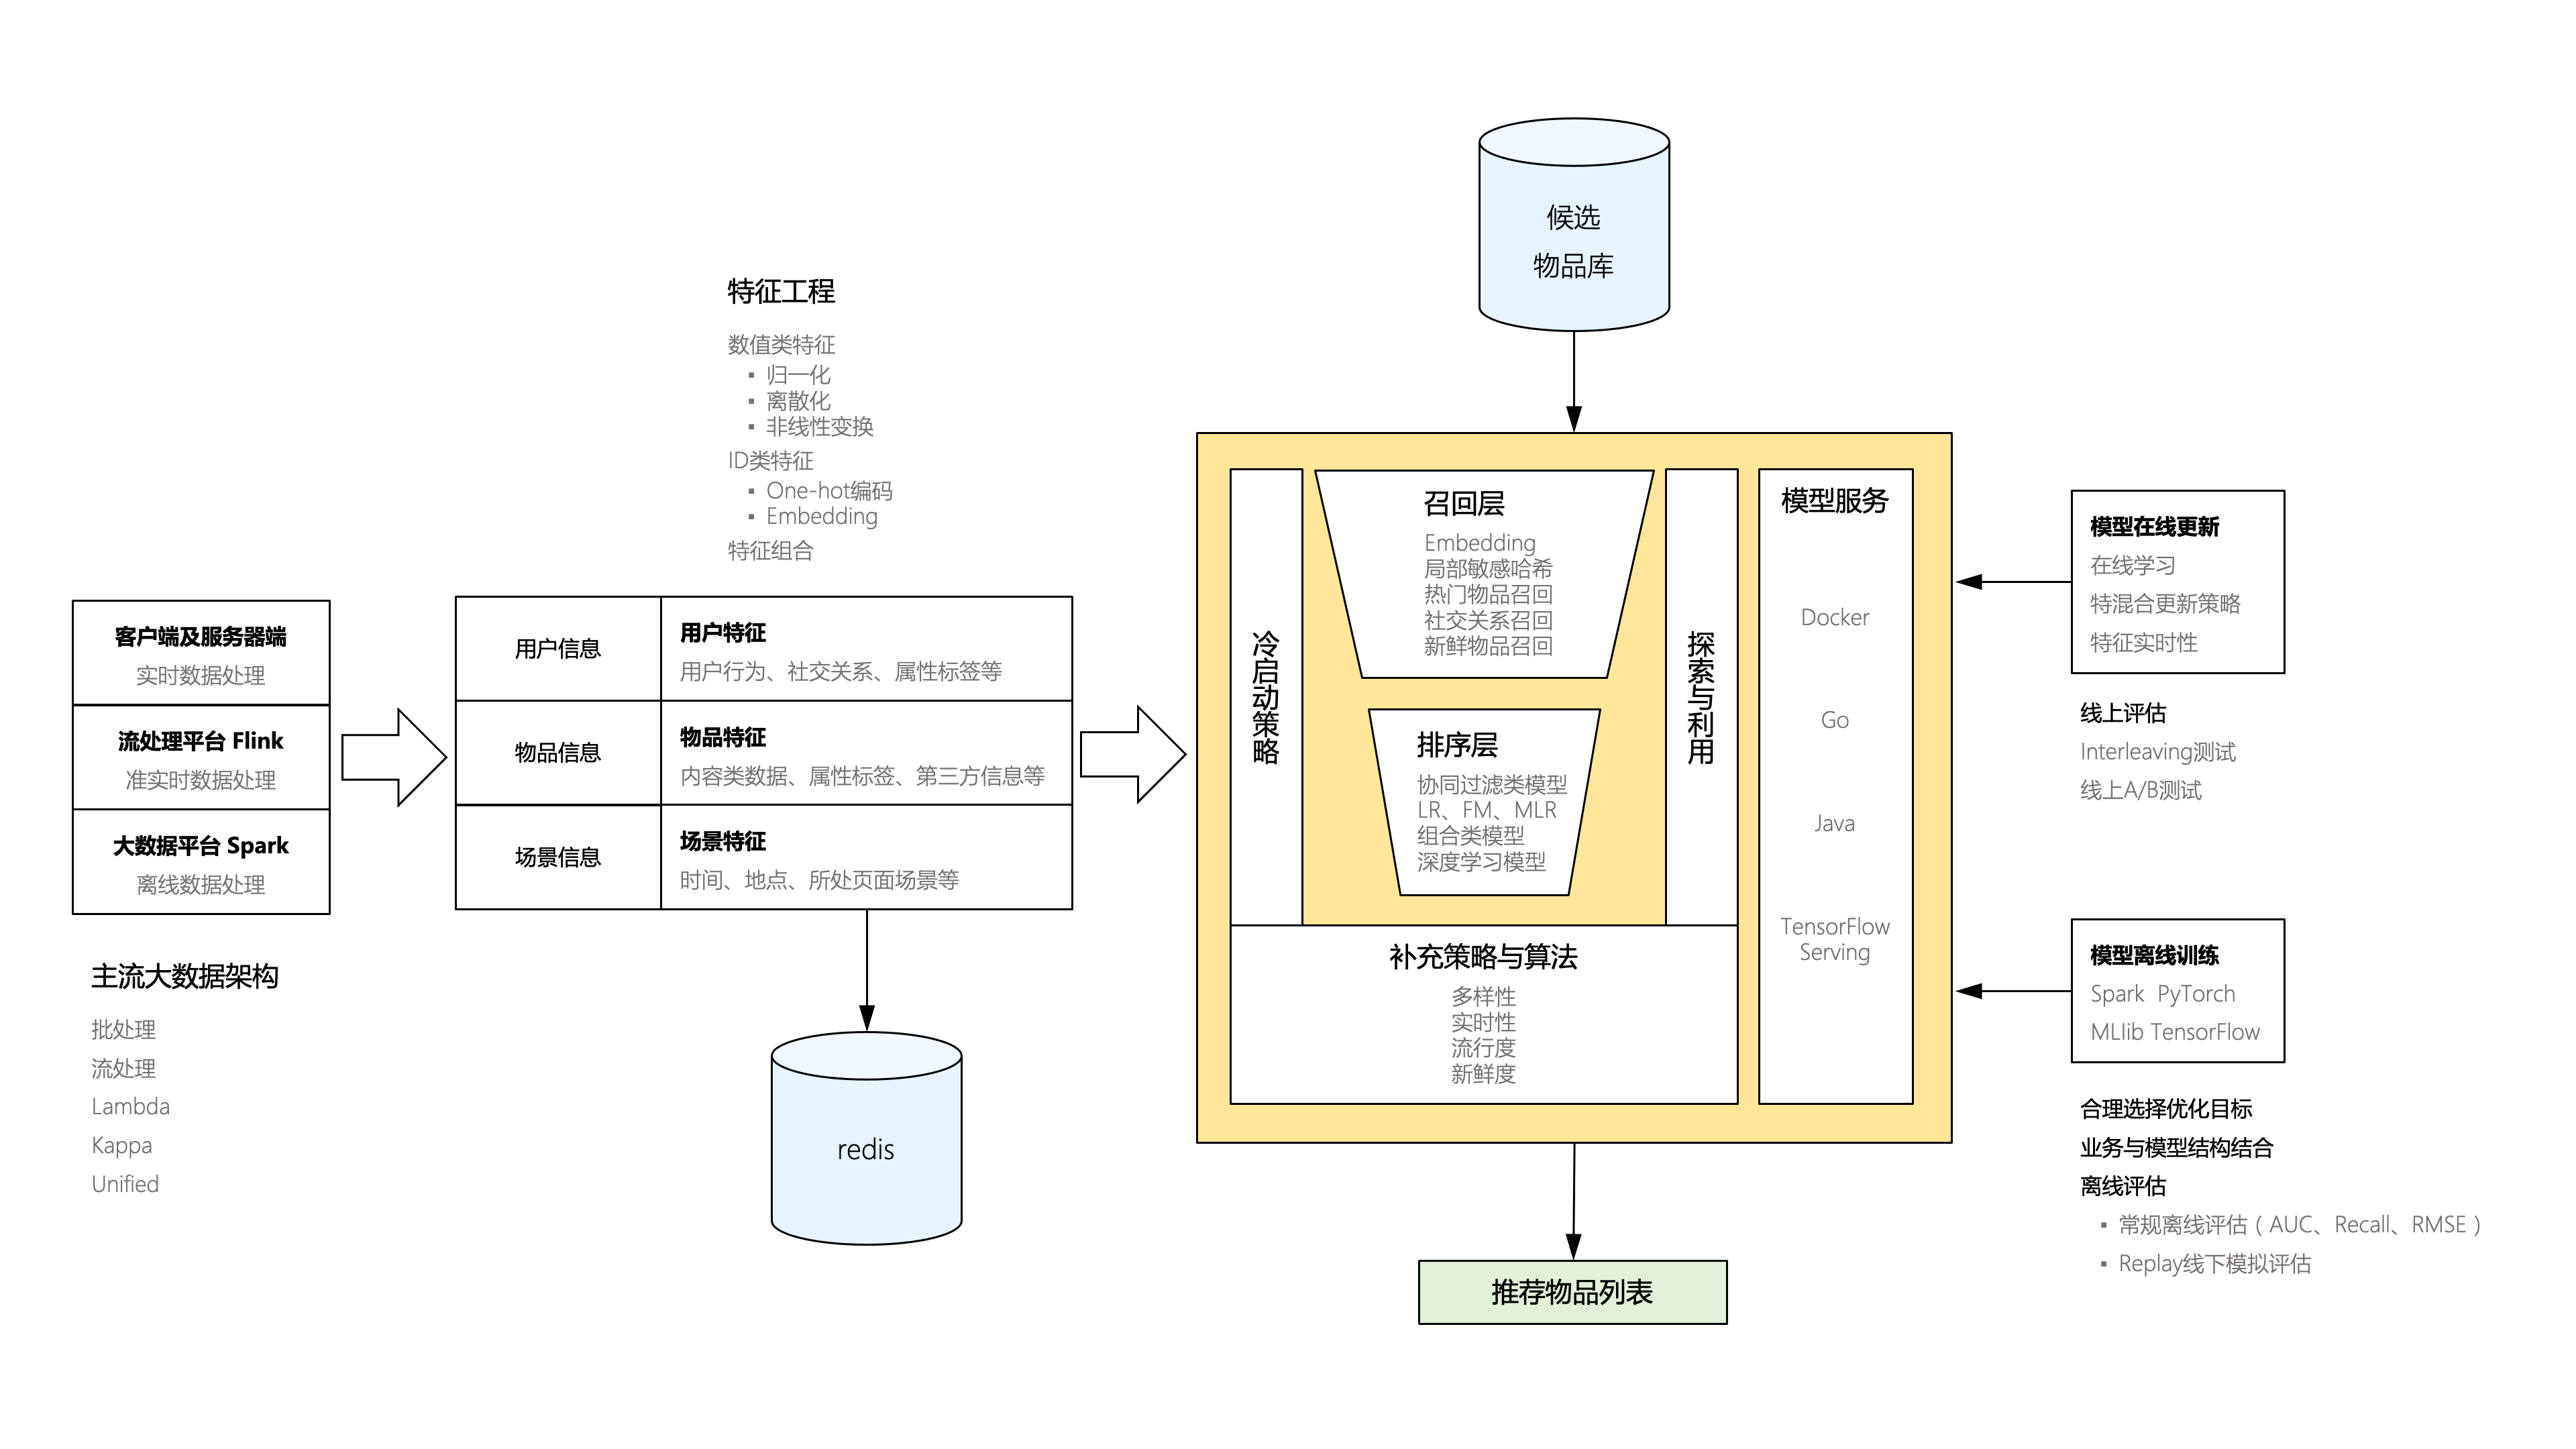 候选
物品库
特征工程
数值类特征
▪ 归一化
▪ 离散化
▪ 非线性变换
ID类特征
▪ One-hot编码
▪ Embedding
特征组合
客户端及服务器端
实时数据处理
流处理平台 Flink
准实时数据处理
大数据平台 Spark
离线数据处理
主流大数据架构
批处理
流处理
Lambda
Kappa
Unified
用户信息
用户特征
用户行为、社交关系、属性标签等
物品信息
物品特征
内容类数据、属性标签、第三方信息等
场景信息
场景特征
时间、地点、所处页面场景等
redis
冷启动策略
召回层
Embedding
局部敏感哈希
热门物品召回
社交关系召回
新鲜物品召回
排序层
协同过滤类模型
LR、FM、MLR
组合类模型
深度学习模型
探索与利用
补充策略与算法
多样性
实时性
流行度
新鲜度
模型服务
Docker
Go
Java
TensorFlow
Serving
推荐物品列表
模型在线更新
在线学习
特混合更新策略
特征实时性
线上评估
Interleaving测试
线上A/B测试
模型离线训练
Spark PyTorch
MLlib TensorFlow
合理选择优化目标
业务与模型结构结合
离线评估
▪ 常规离线评估（AUC、Recall、RMSE）
▪ Replay线下模拟评估